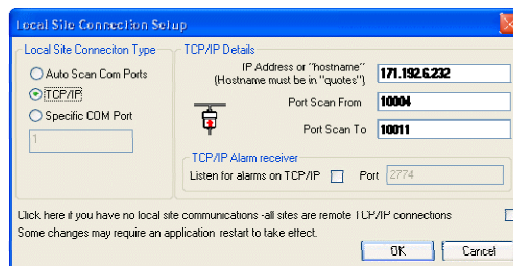 Local Site Connection Setup
Local Site Conneciton Type
Auto Scan Com Ports
TCP/IP
Specific COM Port
1
TCP/IP Details
IP Address or "hostname"
(Hostname must be in "quotes")
171.192.6.232
Port Scan From
10004
Port Scan To
10011
TCP/IP Alarm receiver
Listen for alarms on TCP/IP
Port
2774
Click here if you have no local site communications -all sites are remote TCP/IP connections
Some changes may require an application restart to take effect.
OK
Cancel